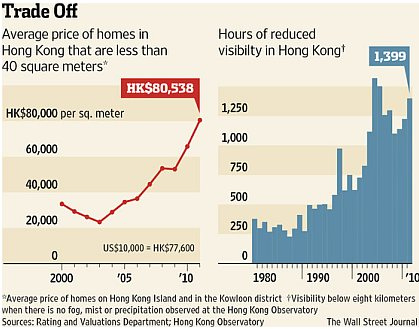 Trade Off
Average price of homes in
Hong Kong that are less than
40 square meters*
HK$80,538
HK$80,000 per sq. meter
60,000
40,000
20,000
0
US$10,000 = HK$77,600
2000 '05 '10
Hours of reduced
visibilty in Hong Kong†
1,399
1,250
1,000
750
500
250
0
1980 1990 2000 2010
*Average price of homes on Hong Kong Island and in the Kowloon district †Visibility below eight kilometers
when there is no fog, mist or precipitation observed at the Hong Kong Observatory
Sources: Rating and Valuations Department; Hong Kong Observatory The Wall Street Journal